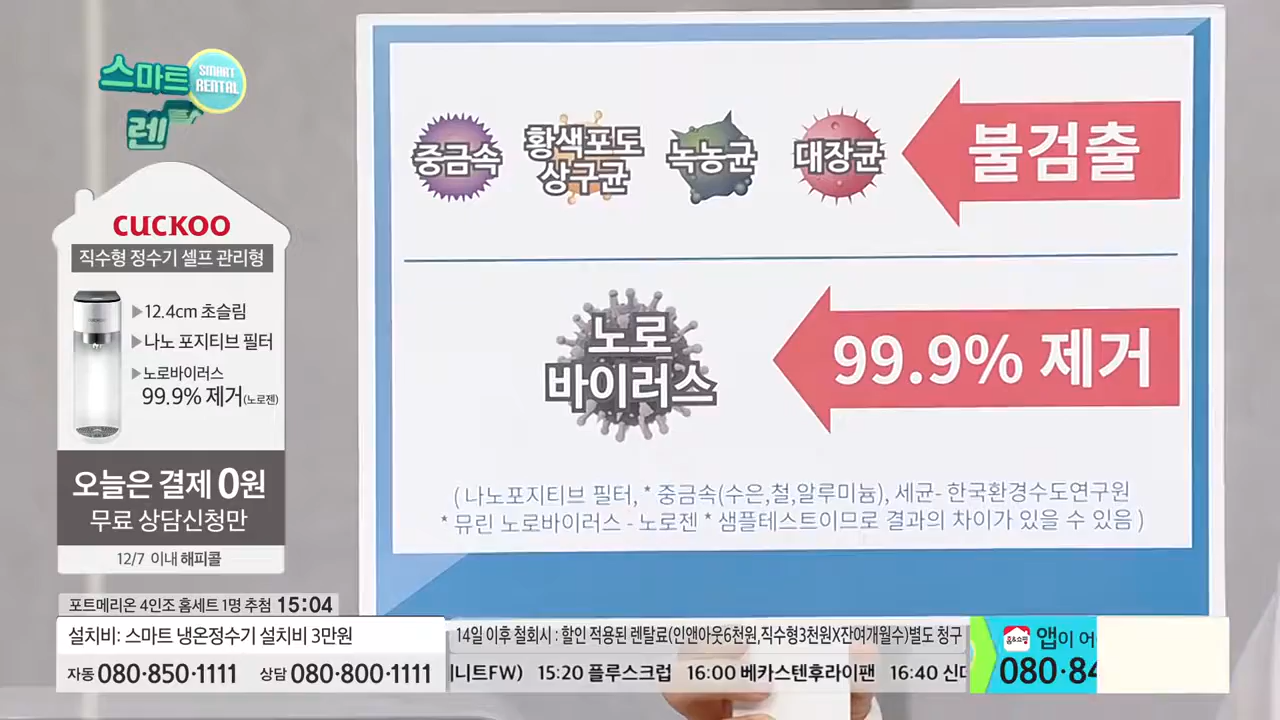 스마트
렌
SMART
RENTAL
CUCKOO
직수형 정수기 셀프 관리형
▶12.4cm 초슬림
▶나노 포지티브 필터
▶노로바이러스
99.9% 제거(노로젠)
오늘은 결제 0원
무료 상담신청만
12/7 이내 해피콜
중금속
황색포도
상구균
녹농균
대장균
불검출
노로
바이러스
99.9% 제거
( 나노포지티브 필터, * 중금속(수은,철,알루미늄), 세균- 한국환경수도연구원
* 뮤린 노로바이러스 - 노로젠 * 샘플테스트이므로 결과의 차이가 있을 수 있음 )
포트메리온 4인조 홈세트 1명 추첨 15:04
설치비: 스마트 냉온정수기 설치비 3만원
자동 080·850·1111 상담 080·800·1111
14일 이후 철회시 : 할인 적용된 렌탈료(인앤아웃6천원,직수형3천원X잔여개월수)별도 청구
니트FW) 15:20 플루스크럽 16:00 베카스텐후라이팬 16:40 신
홈&쇼핑
앱이 어
080·84